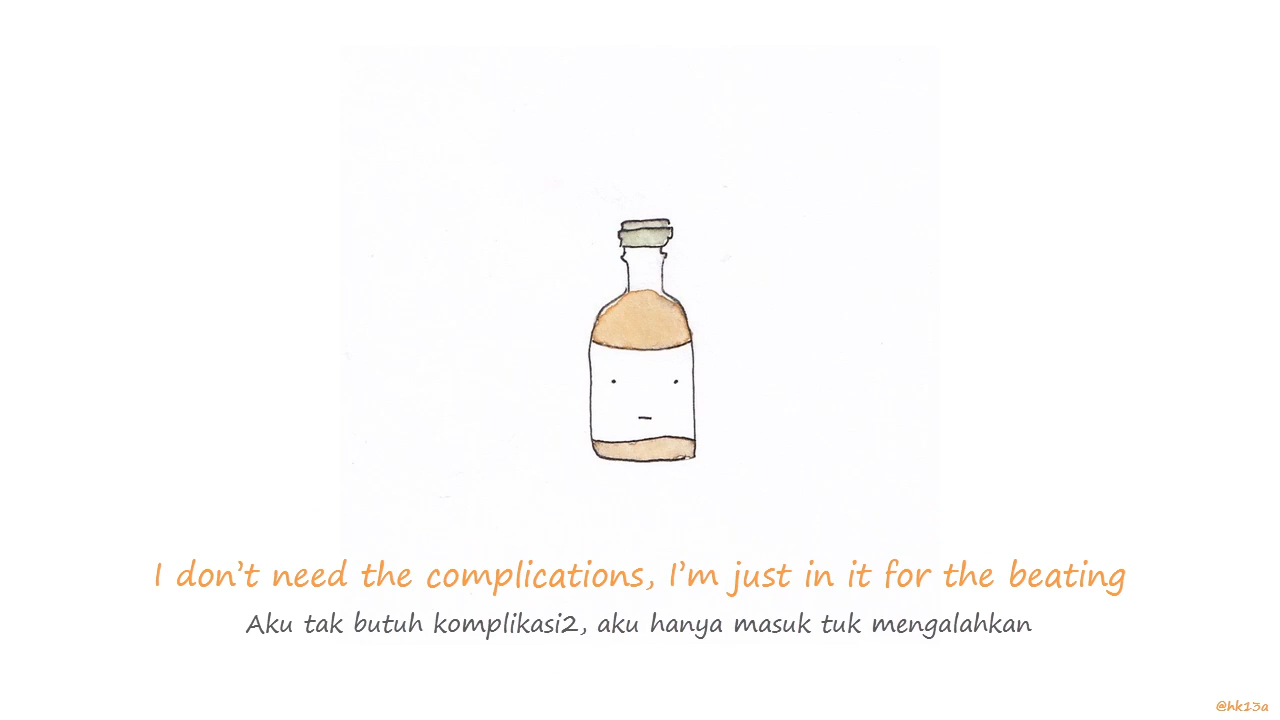 I don't need the complications, I'm just in it for the beating
Aku tak butuh komplikasi2, aku hanya masuk tuk mengalahkan
@hk13a